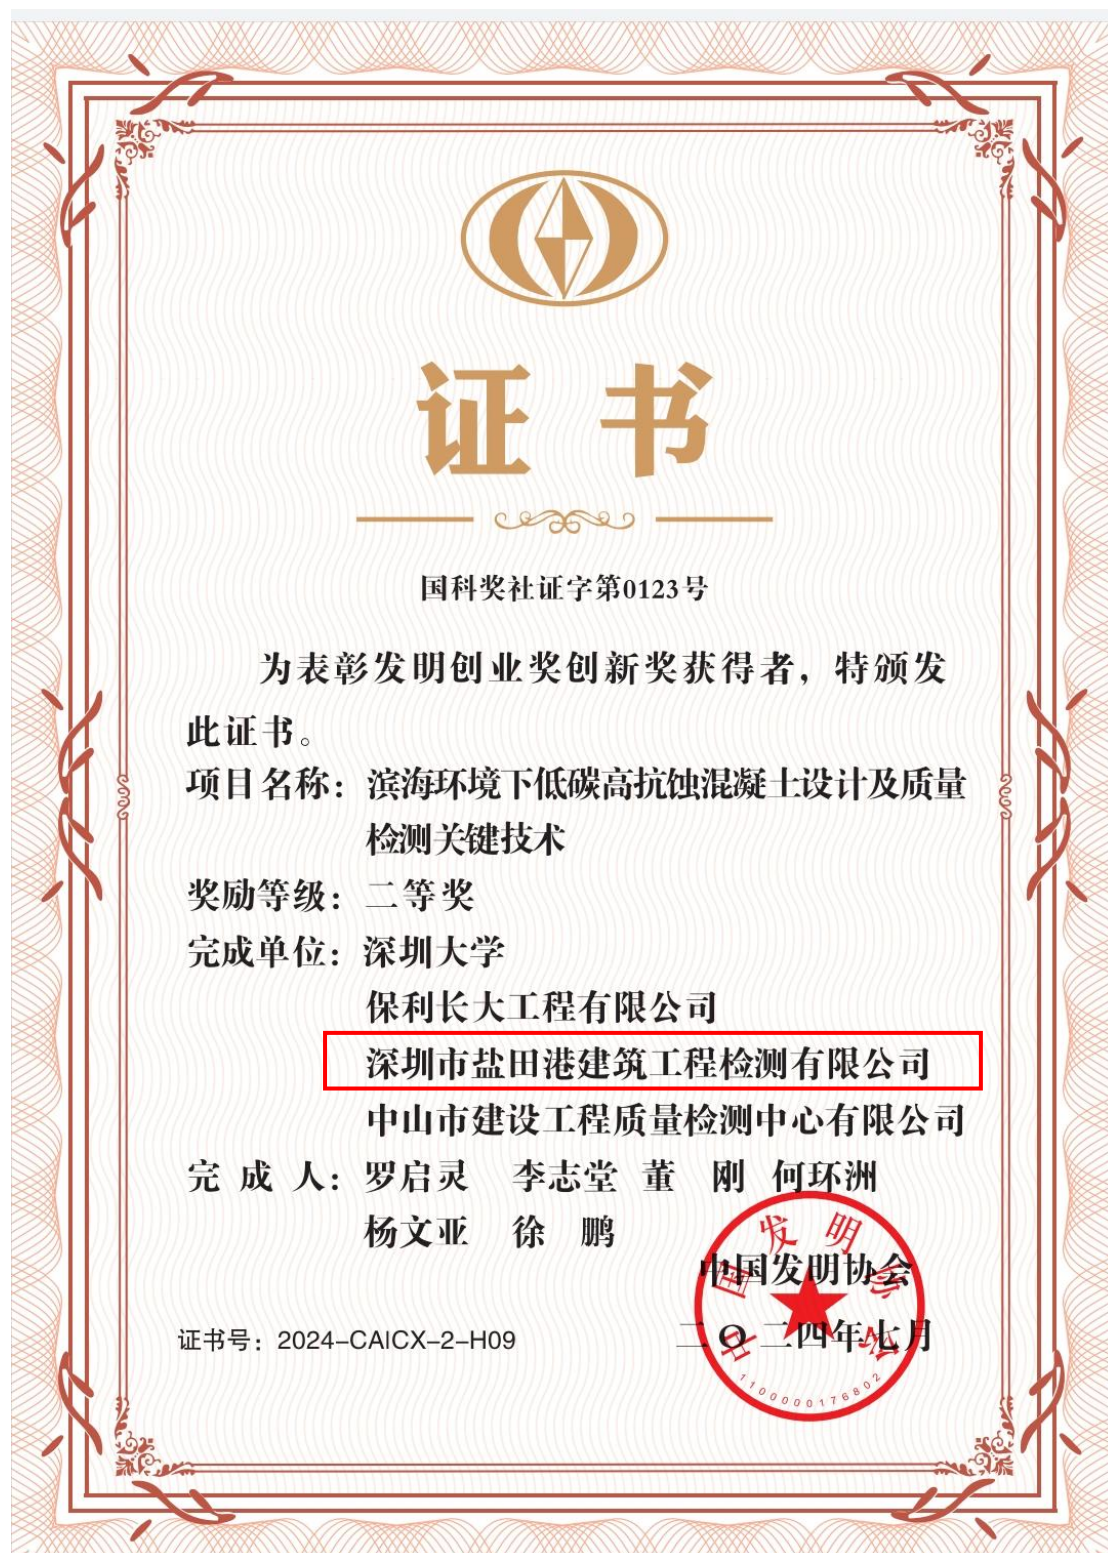 证书
国科奖社证字第0123号
为表彰发明创业奖创新奖获得者，特颁发
此证书。
项目名称：滨海环境下低碳高抗蚀混凝土设计及质量
检测关键技术
奖励等级：二等奖
完成单位：深圳大学
保利长大工程有限公司
深圳市盐田港建筑工程检测有限公司
中山市建设工程质量检测中心有限公司
完 成 人：罗启灵 李志堂 董 刚 何环洲
杨文亚 徐 鹏
中国发明协会
二〇二四年七月
证书号：2024-CAICX-2-H09
中国发明协会
1100000176802